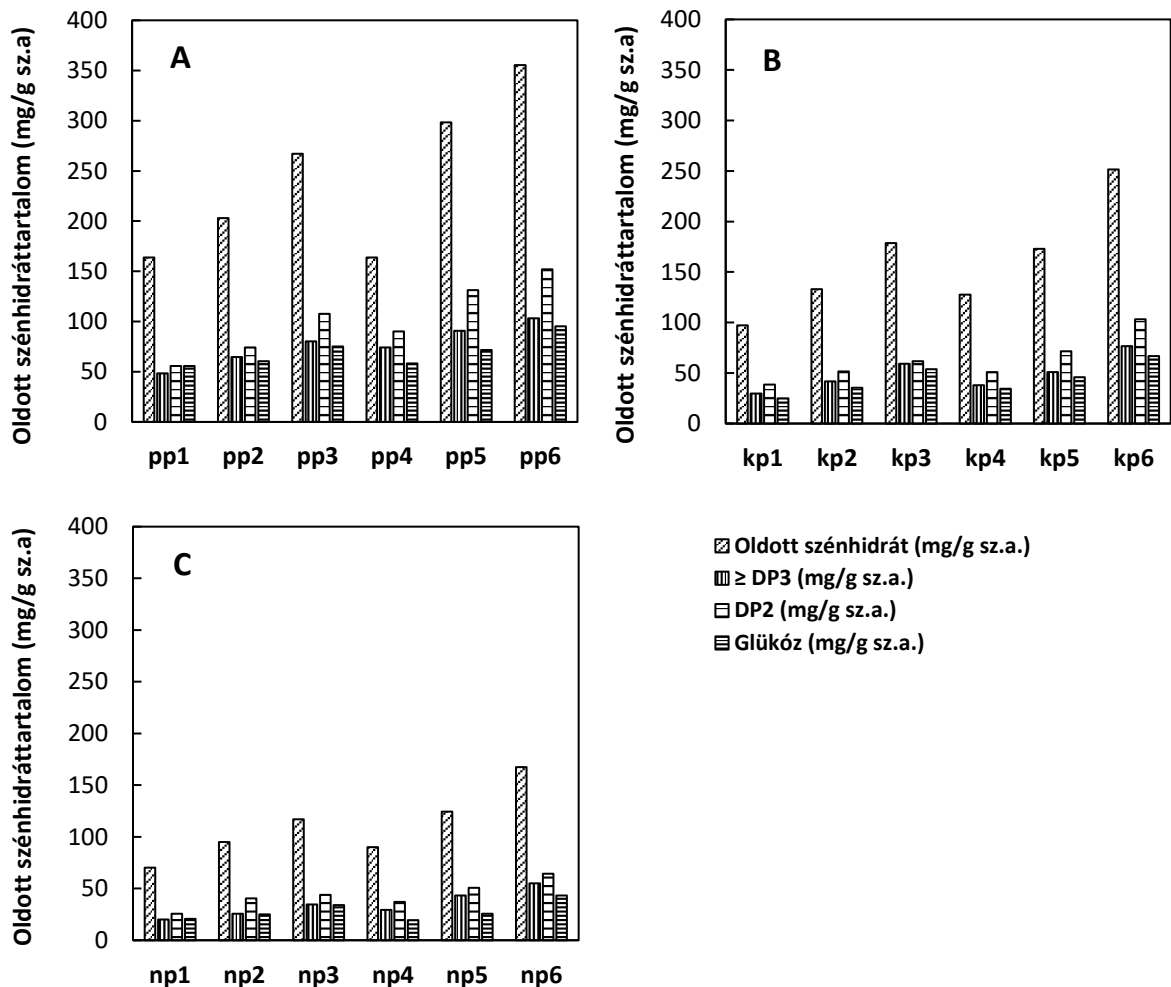 Oldott szénhidráttartalom (mg/g sz.a)
400
350
300
250
200
150
100
50
0
A
pp1 pp2 pp3 pp4 pp5 pp6
Oldott szénhidráttartalom (mg/g sz.a)
400
350
300
250
200
150
100
50
0
B
kp1 kp2 kp3 kp4 kp5 kp6
Oldott szénhidráttartalom (mg/g sz.a)
400
350
300
250
200
150
100
50
0
C
np1 np2 np3 np4 np5 np6
Oldott szénhidrát (mg/g sz.a.)
≥ DP3 (mg/g sz.a.)
DP2 (mg/g sz.a.)
Glükóz (mg/g sz.a.)